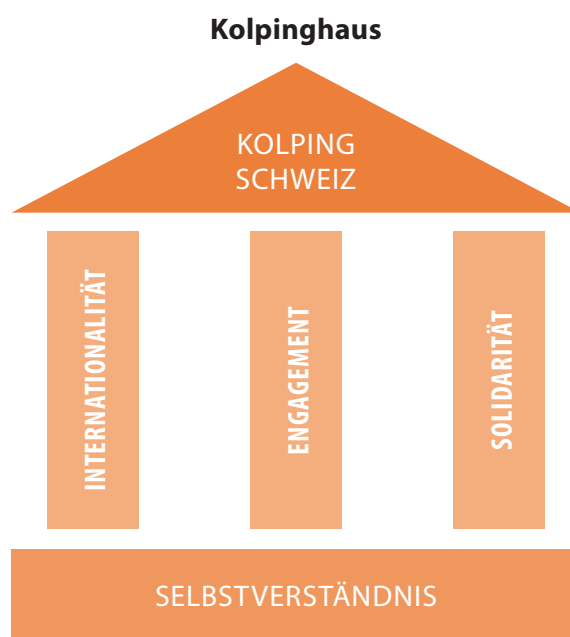 Kolpinghaus
KOLPING
SCHWEIZ
INTERNATIONALITÄT
ENGAGEMENT
SOLIDARITÄT
SELBSTVERSTÄNDNIS